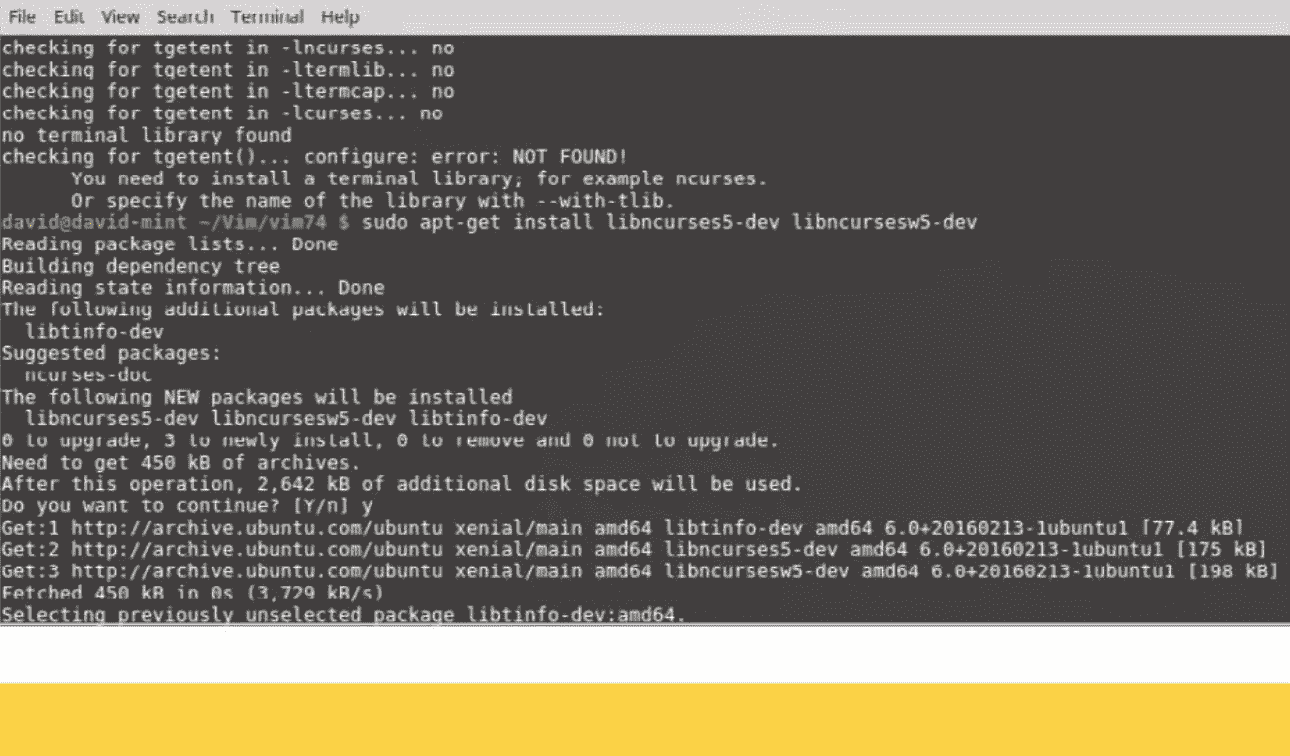 File Edit View Search Terminal Help
checking for tgetent in -lncurses... no
checking for tgetent in -ltermlib... no
checking for tgetent in -ltermcap... no
checking for tgetent in -lcurses... no
no terminal library found
checking for tgetent()... configure: error: NOT FOUND!
You need to install a terminal library; for example ncurses.
Or specify the name of the library with --with-tlib.
david@david-mint ~/Vim/vim74 $ sudo apt-get install libncurses5-dev libncursesw5-dev
Reading package lists... Done
Building dependency tree
Reading state information... Done
The following additional packages will be installed:
libtinfo-dev
Suggested packages:
ncurses-doc
The following NEW packages will be installed
libncurses5-dev libncursesw5-dev libtinfo-dev
0 to upgrade, 3 to newly install, 0 to remove and 0 not to upgrade.
Need to get 450 kB of archives.
After this operation, 2,642 kB of additional disk space will be used.
Do you want to continue? [Y/n] y
Get:1 http://archive.ubuntu.com/ubuntu xenial/main amd64 libtinfo-dev amd64 6.0+20160213-1ubuntu1 [77.4 kB]
Get:2 http://archive.ubuntu.com/ubuntu xenial/main amd64 libncurses5-dev amd64 6.0+20160213-1ubuntu1 [175 kB]
Get:3 http://archive.ubuntu.com/ubuntu xenial/main amd64 libncursesw5-dev amd64 6.0+20160213-1ubuntu1 [198 kB]
Fetched 450 kB in 0s (3,729 kB/s)
Selecting previously unselected package libtinfo-dev:amd64.